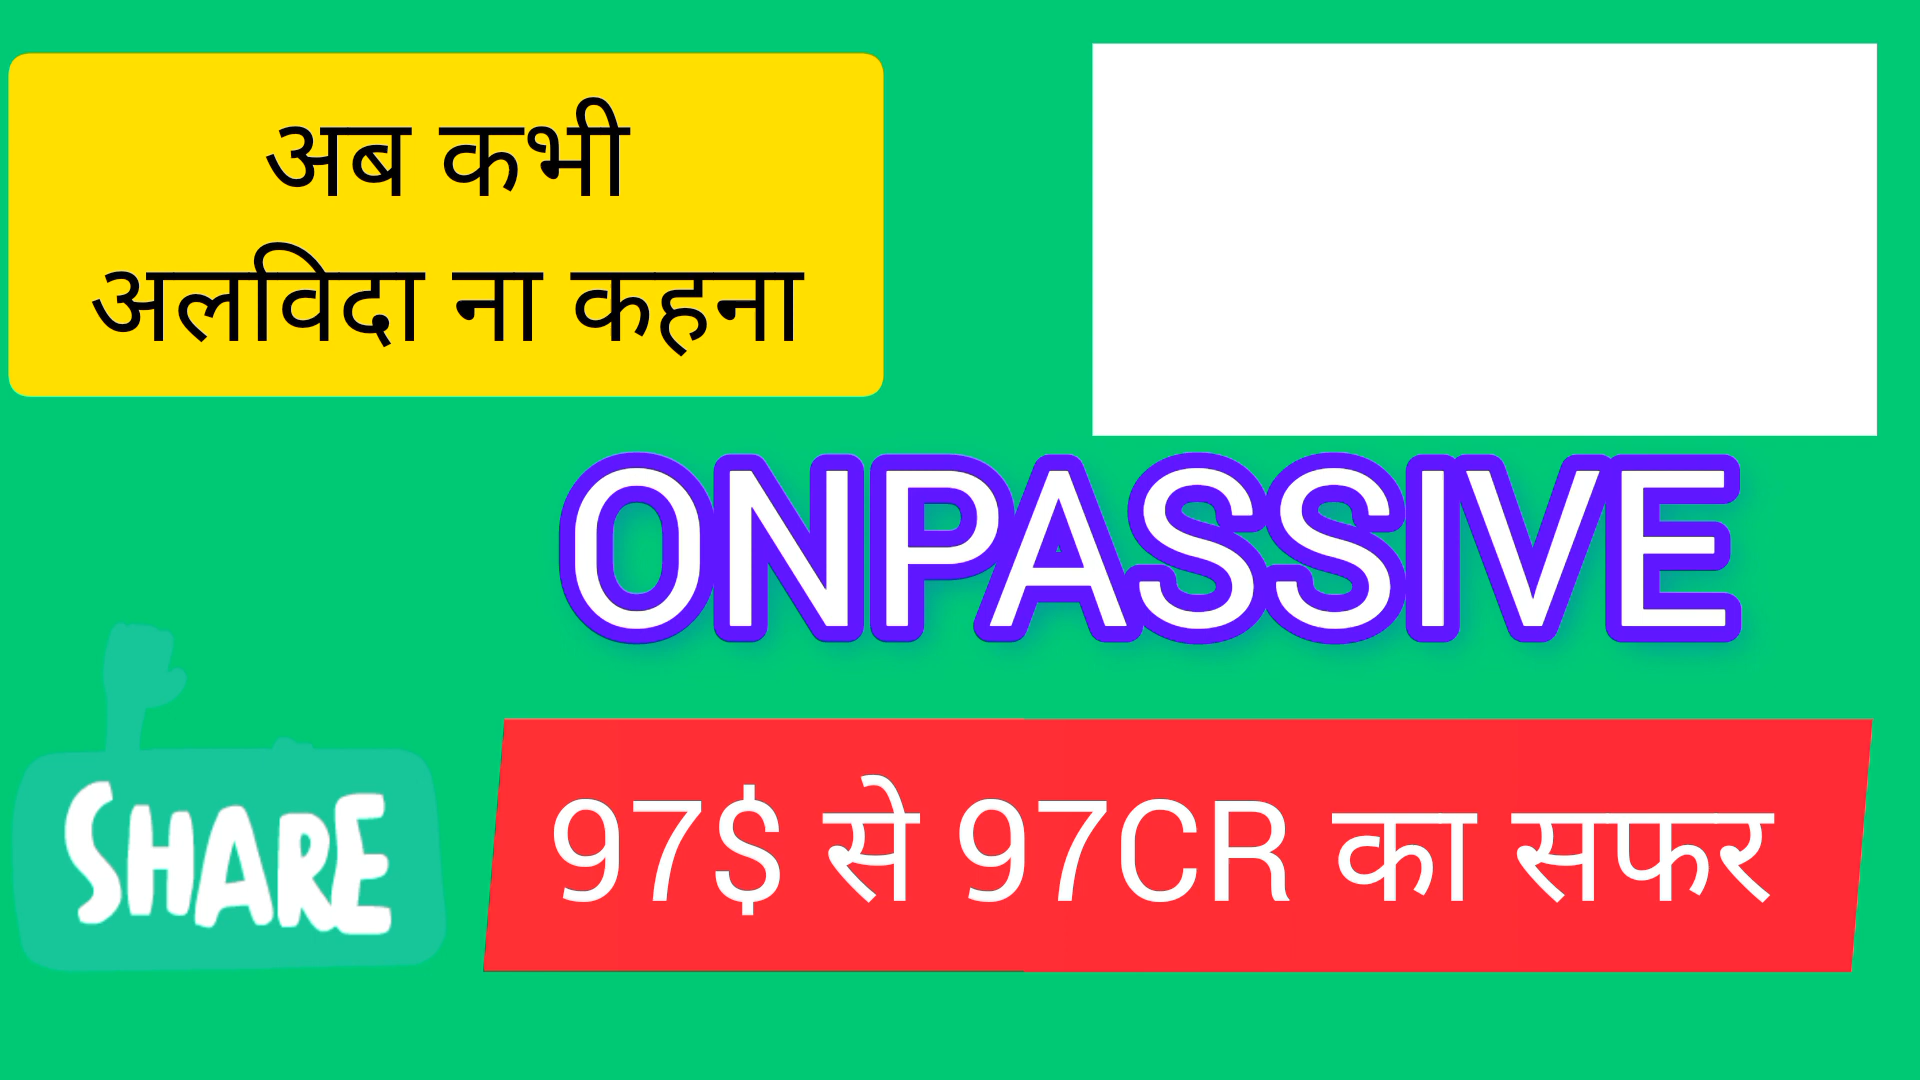 अब कभी
अलविदा ना कहना
ONPASSIVE
SHARE
97$ से 97CR का सफर